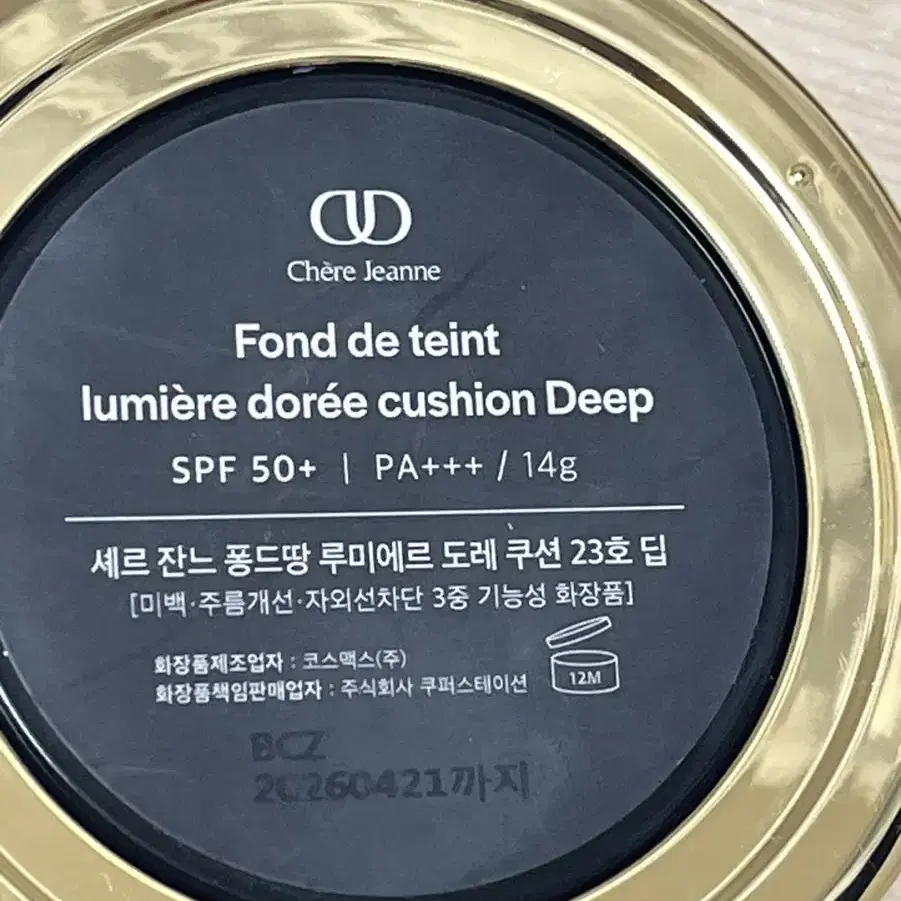 Chère Jeanne
Fond de teint
lumière dorée cushion Deep
SPF 50+ | PA+++ / 14g
셰르 잔느 퐁드땅 루미에르 도레 쿠션 23호 딥
[미백·주름개선·자외선차단 3중 기능성 화장품]
화장품제조업자 : 코스맥스(주)
화장품책임판매업자 : 주식회사 쿠퍼스테이션
12M
BCZ
20260421까지